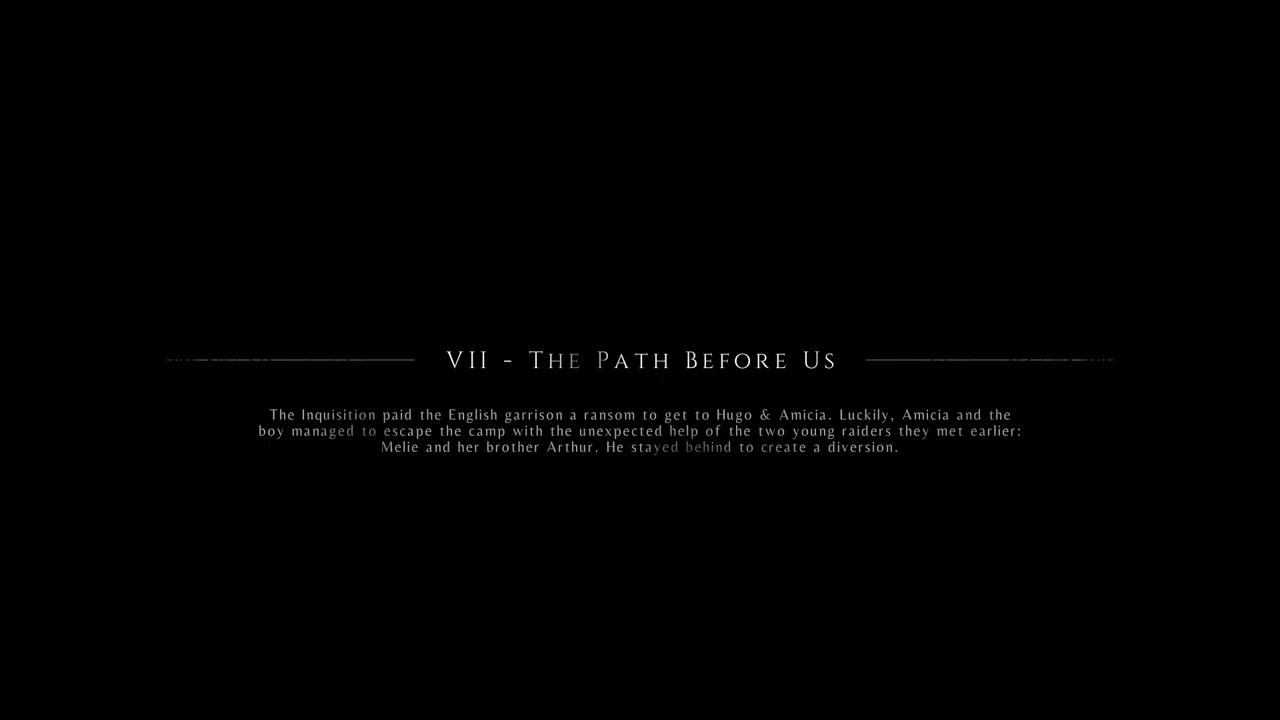 VII - The Path Before Us
The Inquisition paid the English garrison a ransom to get to Hugo & Amicia. Luckily, Amicia and the
boy managed to escape the camp with the unexpected help of the two young raiders they met earlier:
Melie and her brother Arthur. He stayed behind to create a diversion.